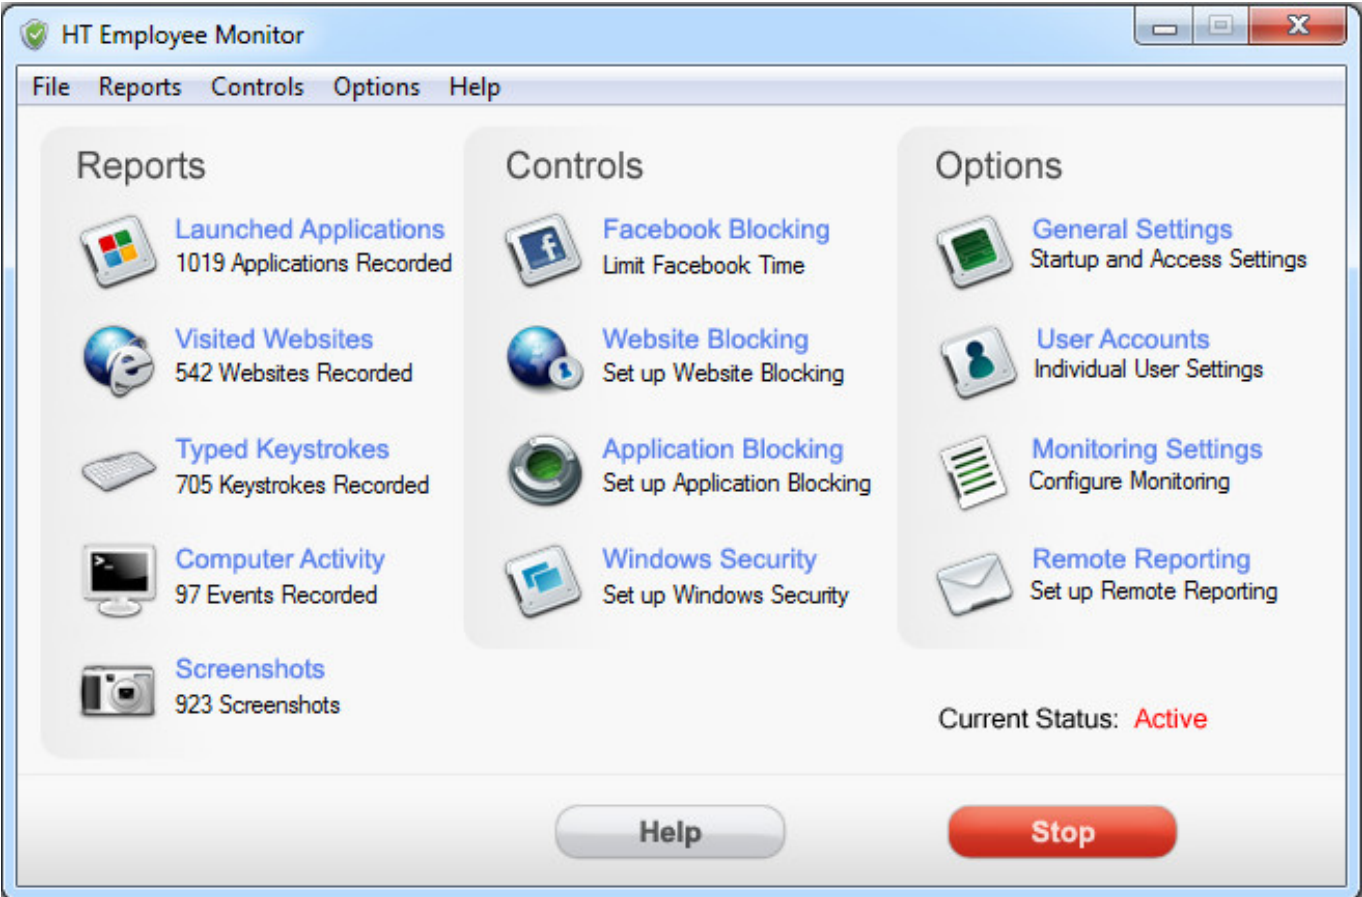 HT Employee Monitor
File Reports Controls Options Help
Reports
Launched Applications
1019 Applications Recorded
Visited Websites
542 Websites Recorded
Typed Keystrokes
705 Keystrokes Recorded
Computer Activity
97 Events Recorded
Screenshots
923 Screenshots
Controls
Facebook Blocking
Limit Facebook Time
Website Blocking
Set up Website Blocking
Application Blocking
Set up Application Blocking
Windows Security
Set up Windows Security
Options
General Settings
Startup and Access Settings
User Accounts
Individual User Settings
Monitoring Settings
Configure Monitoring
Remote Reporting
Set up Remote Reporting
Current Status: Active
Help
Stop